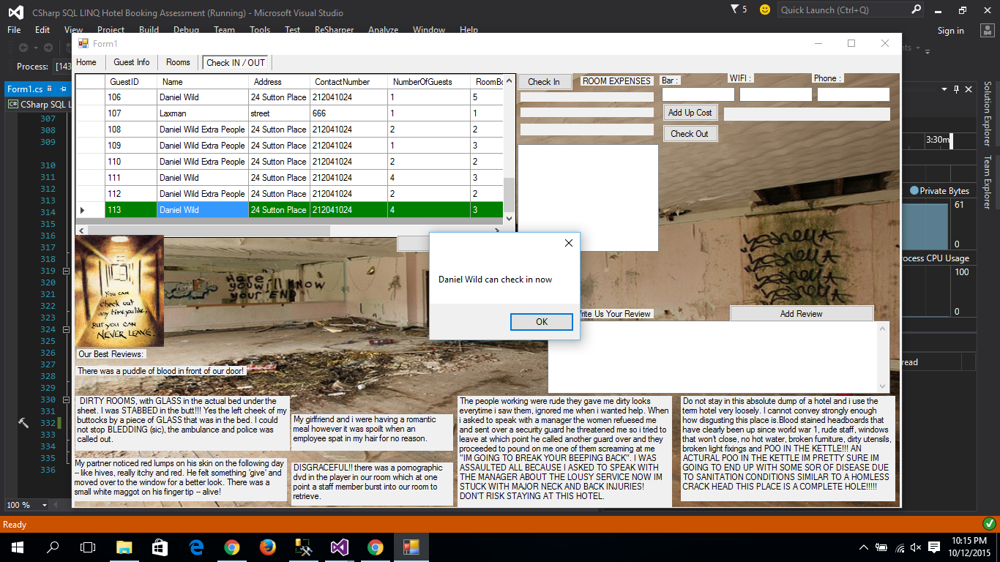 CSharp SQL LINQ Hotel Booking Assessment (Running) - Microsoft Visual Studio
5
Quick Launch (Ctrl+Q)
File Edit View Project Build Debug Team Tools Test ReSharper Analyze Window Help
Sign in
Process: [143
Form1.cs
CSharp SQL L
Form1
Home Guest Info Rooms Check IN / OUT
GuestID Name Address ContactNumber NumberOfGuests RoomBo
106 Daniel Wild 24 Sutton Place 212041024 1 5
107 Laxman street 666 1 1
108 Daniel Wild Extra People 24 Sutton Place 212041024 2 2
109 Daniel Wild Extra People 24 Sutton Place 212041024 1 3
110 Daniel Wild Extra People 24 Sutton Place 212041024 2 2
111 Daniel Wild 24 Sutton Place 212041024 4 3
112 Daniel Wild Extra People 24 Sutton Place 212041024 2 2
113 Daniel Wild 24 Sutton Place 212041024 4 3
Check In ROOM EXPENSES Bar : WIFI : Phone :
Add Up Cost
Check Out
307
308
309
310
311
312
313
314
315
316
317
318
319
320
321
322
323
324
325
326
327
328
329
330
331
332
333
334
335
336
Solution Explorer
Team Explorer
3:30m
Private Bytes
61
0
rocess CPU Usage
100
0
read
Daniel Wild can check in now
OK
Here
you will KNOW
your END
YOU CAN
check out
any time you like,
BUT YOU CAN
NEVER LEAVE.
rite Us Your Review
Add Review
Our Best Reviews:
There was a puddle of blood in front of our door!
DIRTY ROOMS, with GLASS in the actual bed under the
sheet. I was STABBED in the butt!!! Yes the left cheek of my
buttocks by a piece of GLASS that was in the bed. I could
not stop BLEDDING (sic), the ambulance and police was
called out.
My girlfriend and i were having a romantic
meal however it was spoilt when an
employee spat in my hair for no reason.
My partner noticed red lumps on his skin on the following day
-- like hives, really itchy and red. He felt something 'give' and
moved over to the window for a better look. There was a
small white maggot on his finger tip -- alive!
DISGRACEFUL!! there was a pornographic
dvd in the player in our room which at one
point a staff member burst into our room to
retrieve.
The people working were rude they gave me dirty looks
everytime i saw them, ignored me when i wanted help. When
i asked to speak with a manager the women refuesed me
and sent over a security guard he threatened me so i tried to
leave at which point he called another guard over and they
proceeded to pound on me one of them screaming at me
"IM GOING TO BREAK YOUR BEEPING BACK". I WAS
ASSAULTED ALL BECAUSE I ASKED TO SPEAK WITH
THE MANAGER ABOUT THE LOUSY SERVICE NOW IM
STUCK WITH MAJOR NECK AND BACK INJURIES!
DON'T RISK STAYING AT THIS HOTEL.
Do not stay in this absolute dump of a hotel and i use the
term hotel very loosely. I cannot convey strongly enough
how disgusting this place is.Blood stained headboards that
have clearly been up since world war 1, rude staff, windows
that won't close, no hot water, broken furniture, dirty utensils,
broken light fixings and POO IN THE KETTLE!!! AN
ACTURAL POO IN THE KETTLE IM PRETTY SURE IM
GOING TO END UP WITH SOME SOR OF DISEASE DUE
TO SANITATION CONDITIONS SIMILAR TO A HOMLESS
CRACK HEAD THIS PLACE IS A COMPLETE HOLE!!!!!
100 %
Ready
10:15 PM
10/12/2015